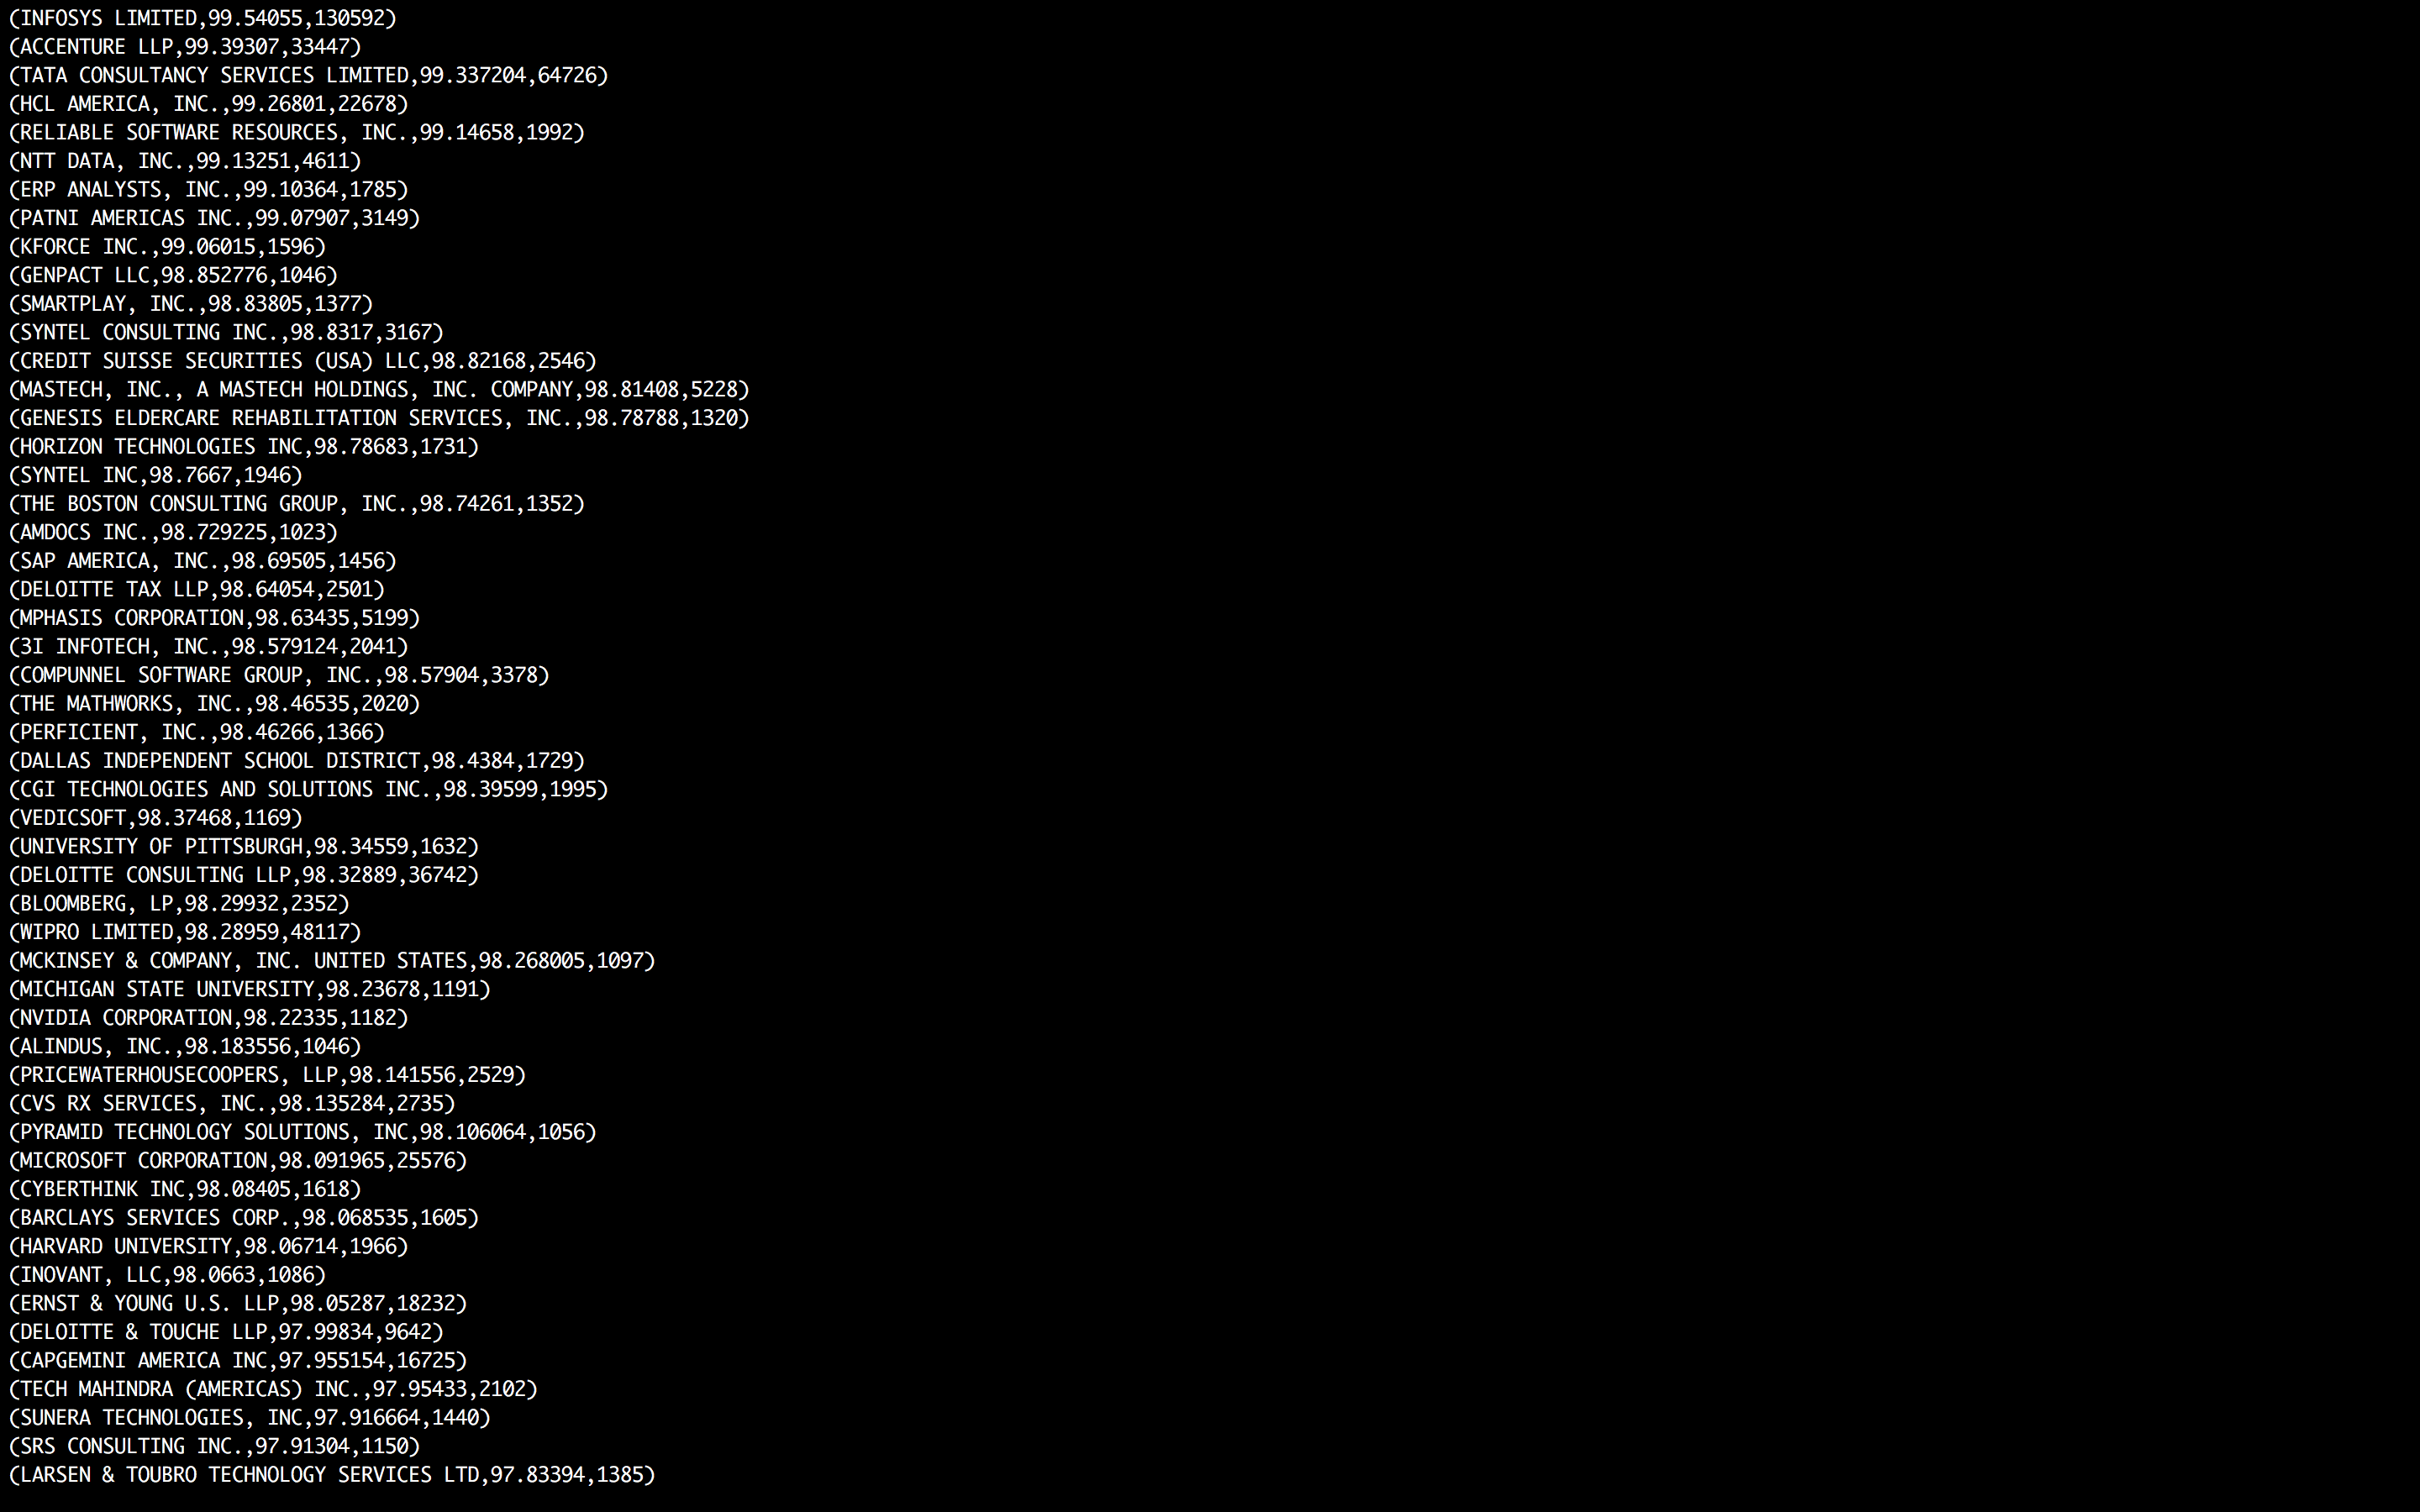 (INFOSYS LIMITED,99.54055,130592)
(ACCENTURE LLP,99.39307,33447)
(TATA CONSULTANCY SERVICES LIMITED,99.337204,64726)
(HCL AMERICA, INC.,99.26801,22678)
(RELIABLE SOFTWARE RESOURCES, INC.,99.14658,1992)
(NTT DATA, INC.,99.13251,4611)
(ERP ANALYSTS, INC.,99.10364,1785)
(PATNI AMERICAS INC.,99.07907,3149)
(KFORCE INC.,99.06015,1596)
(GENPACT LLC,98.852776,1046)
(SMARTPLAY, INC.,98.83805,1377)
(SYNTEL CONSULTING INC.,98.8317,3167)
(CREDIT SUISSE SECURITIES (USA) LLC,98.82168,2546)
(MASTECH, INC., A MASTECH HOLDINGS, INC. COMPANY,98.81408,5228)
(GENESIS ELDERCARE REHABILITATION SERVICES, INC.,98.78788,1320)
(HORIZON TECHNOLOGIES INC,98.78683,1731)
(SYNTEL INC,98.7667,1946)
(THE BOSTON CONSULTING GROUP, INC.,98.74261,1352)
(AMDOCS INC.,98.729225,1023)
(SAP AMERICA, INC.,98.69505,1456)
(DELOITTE TAX LLP,98.64054,2501)
(MPHASIS CORPORATION,98.63435,5199)
(3I INFOTECH, INC.,98.579124,2041)
(COMPUNNEL SOFTWARE GROUP, INC.,98.57904,3378)
(THE MATHWORKS, INC.,98.46535,2020)
(PERFICIENT, INC.,98.46266,1366)
(DALLAS INDEPENDENT SCHOOL DISTRICT,98.4384,1729)
(CGI TECHNOLOGIES AND SOLUTIONS INC.,98.39599,1995)
(VEDICSOFT,98.37468,1169)
(UNIVERSITY OF PITTSBURGH,98.34559,1632)
(DELOITTE CONSULTING LLP,98.32889,36742)
(BLOOMBERG, LP,98.29932,2352)
(WIPRO LIMITED,98.28959,48117)
(MCKINSEY & COMPANY, INC. UNITED STATES,98.268005,1097)
(MICHIGAN STATE UNIVERSITY,98.23678,1191)
(NVIDIA CORPORATION,98.22335,1182)
(ALINDUS, INC.,98.183556,1046)
(PRICEWATERHOUSECOOPERS, LLP,98.141556,2529)
(CVS RX SERVICES, INC.,98.135284,2735)
(PYRAMID TECHNOLOGY SOLUTIONS, INC,98.106064,1056)
(MICROSOFT CORPORATION,98.091965,25576)
(CYBERTHINK INC,98.08405,1618)
(BARCLAYS SERVICES CORP.,98.068535,1605)
(HARVARD UNIVERSITY,98.06714,1966)
(INOVANT, LLC,98.0663,1086)
(ERNST & YOUNG U.S. LLP,98.05287,18232)
(DELOITTE & TOUCHE LLP,97.99834,9642)
(CAPGEMINI AMERICA INC,97.955154,16725)
(TECH MAHINDRA (AMERICAS) INC.,97.95433,2102)
(SUNERA TECHNOLOGIES, INC,97.916664,1440)
(SRS CONSULTING INC.,97.91304,1150)
(LARSEN & TOUBRO TECHNOLOGY SERVICES LTD,97.83394,1385)